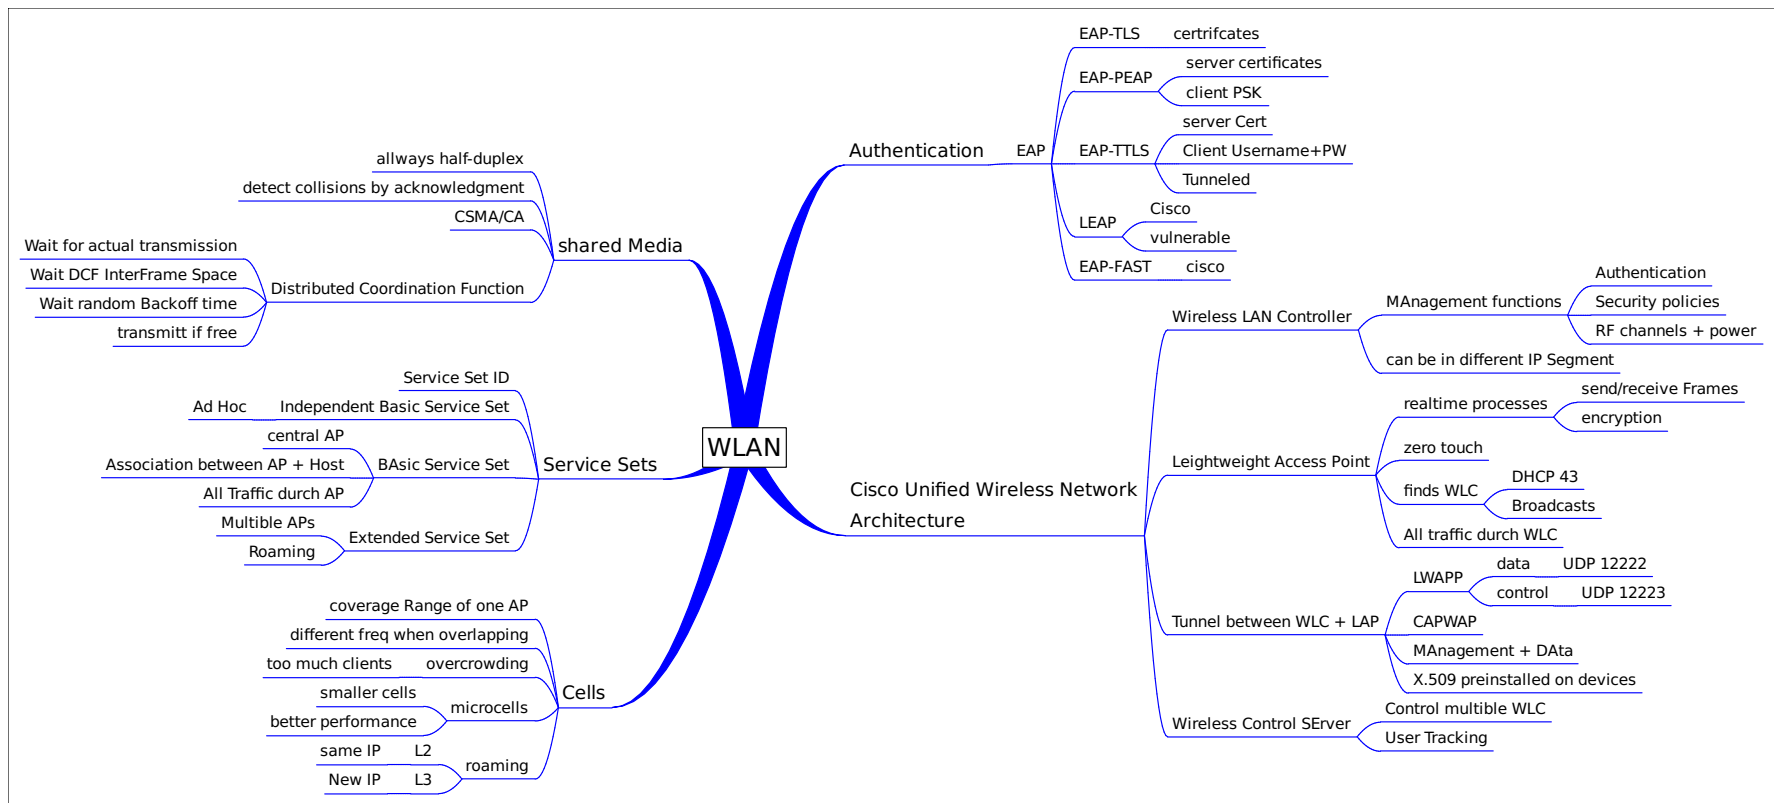 WLAN
Authentication
EAP
EAP-TLS
certrifcates
EAP-PEAP
server certificates
client PSK
EAP-TTLS
server Cert
Client Username+PW
Tunneled
LEAP
Cisco
vulnerable
EAP-FAST
cisco
Cisco Unified Wireless Network
Architecture
Wireless LAN Controller
MAnagement functions
Authentication
Security policies
RF channels + power
can be in different IP Segment
Leightweight Access Point
realtime processes
send/receive Frames
encryption
zero touch
finds WLC
DHCP 43
Broadcasts
All traffic durch WLC
Tunnel between WLC + LAP
LWAPP
data
UDP 12222
control
UDP 12223
CAPWAP
MAnagement + DAta
X.509 preinstalled on devices
Wireless Control SErver
Control multible WLC
User Tracking
shared Media
allways half-duplex
detect collisions by acknowledgment
CSMA/CA
Distributed Coordination Function
Wait for actual transmission
Wait DCF InterFrame Space
Wait random Backoff time
transmitt if free
Service Sets
Service Set ID
Independent Basic Service Set
Ad Hoc
BAsic Service Set
central AP
Association between AP + Host
All Traffic durch AP
Extended Service Set
Multible APs
Roaming
Cells
coverage Range of one AP
different freq when overlapping
overcrowding
too much clients
microcells
smaller cells
better performance
roaming
L2
same IP
L3
New IP